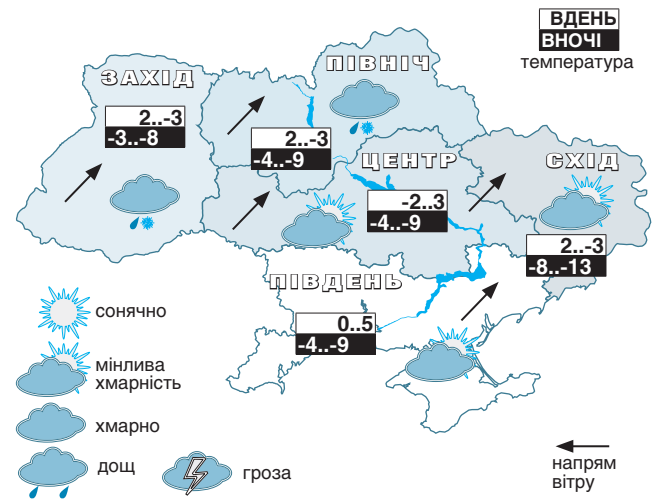 ВДЕНЬ
ВНОЧІ
температура
ПІВНІЧ
ЗАХІД
2..-3
-3..-8
2..-3
-4..-9
ЦЕНТР
СХІД
-2..3
-4..-9
2..-3
-8..-13
ПІВДЕНЬ
0..5
-4..-9
сонячно
мінлива
хмарність
хмарно
дощ
гроза
напрям
вітру